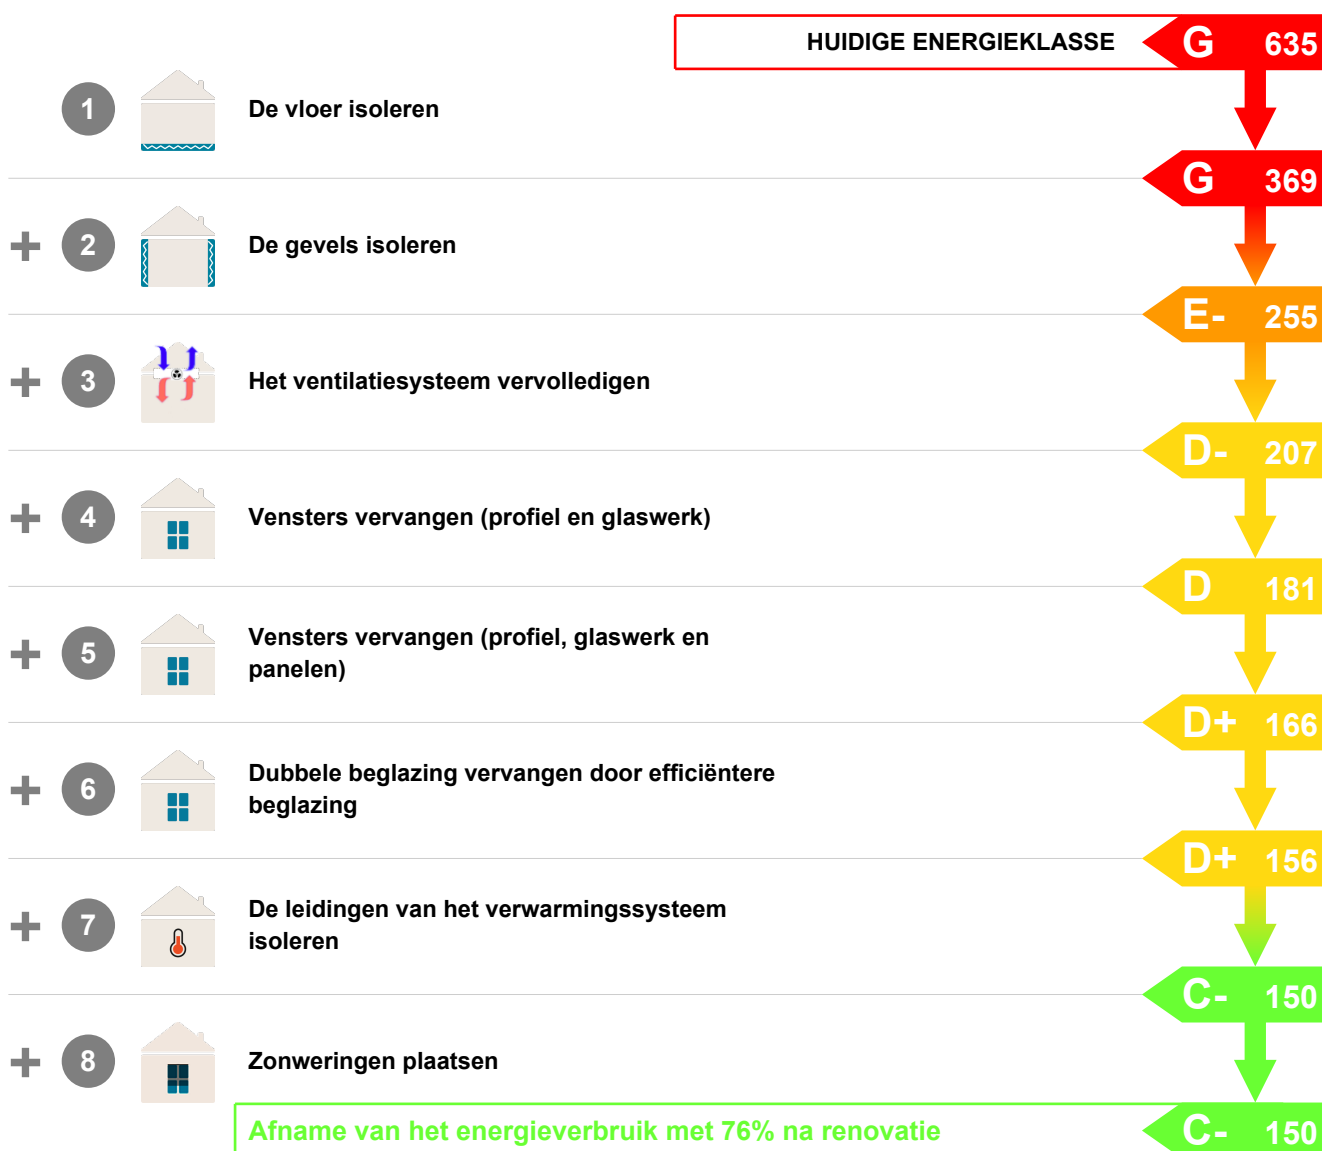 HUIDIGE ENERGIEKLASSE G 635
1 De vloer isoleren
G 369
+ 2 De gevels isoleren
E- 255
+ 3 Het ventilatiesysteem vervolledigen
D- 207
+ 4 Vensters vervangen (profiel en glaswerk)
D 181
+ 5 Vensters vervangen (profiel, glaswerk en
panelen)
D+ 166
+ 6 Dubbele beglazing vervangen door efficiëntere
beglazing
D+ 156
+ 7 De leidingen van het verwarmingssysteem
isoleren
C- 150
+ 8 Zonweringen plaatsen
Afname van het energieverbruik met 76% na renovatie C- 150